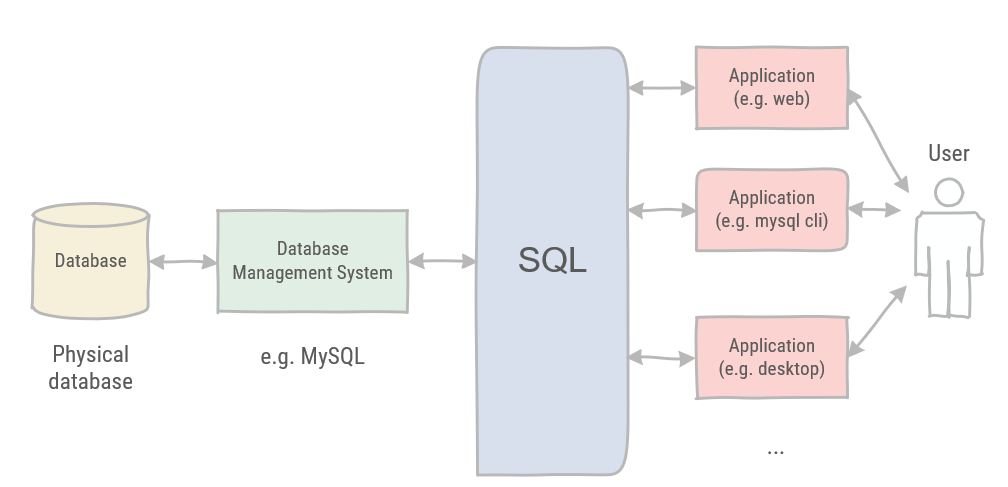 Database
Physical
database
Database
Management System
e.g. MySQL
SQL
Application
(e.g. web)
Application
(e.g. mysql cli)
Application
(e.g. desktop)
...
User